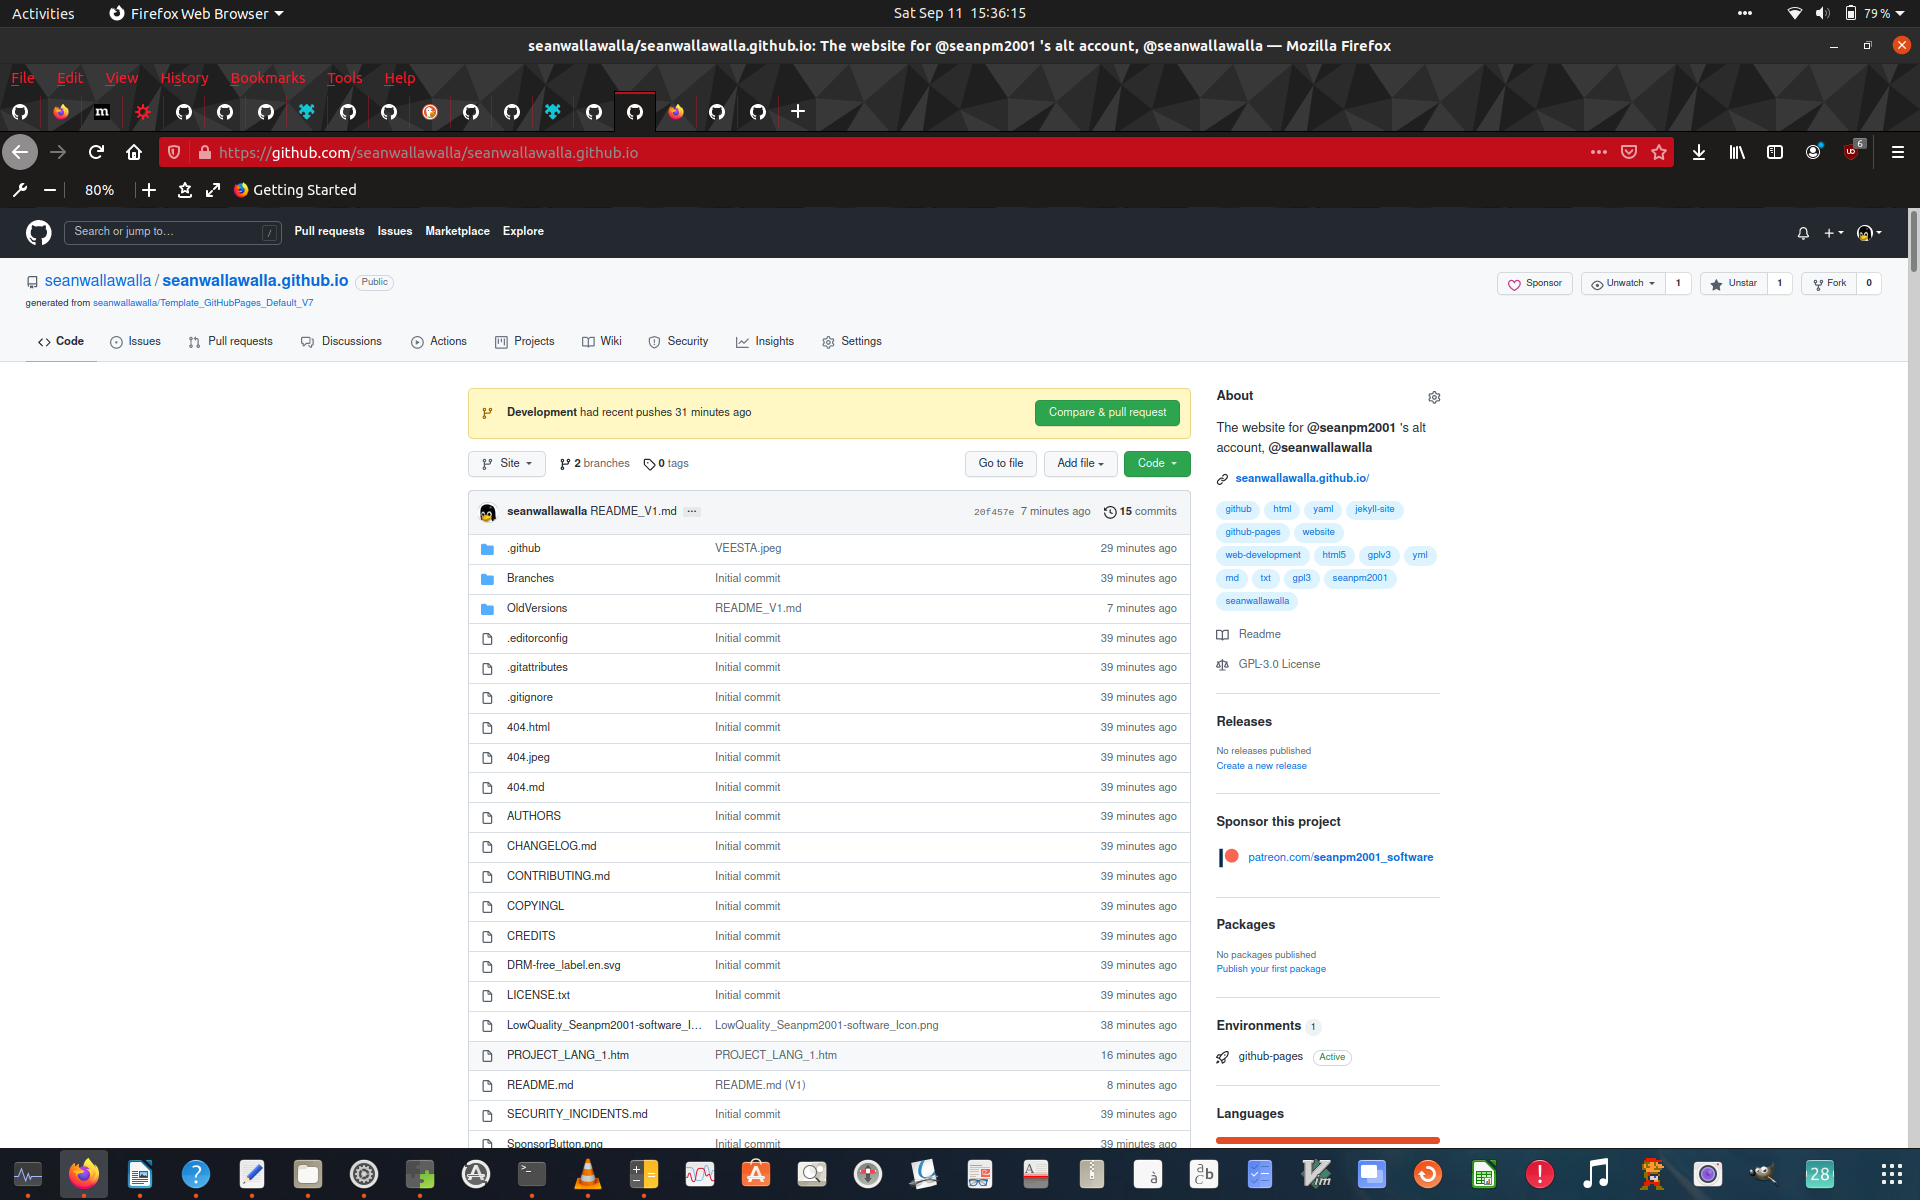 Activities Firefox Web Browser Sat Sep 11 15:36:15 79 %
seanwallawalla/seanwallawalla.github.io: The website for @seanpm2001 's alt account, @seanwallawalla — Mozilla Firefox
File Edit View History Bookmarks Tools Help
https://github.com/seanwallawalla/seanwallawalla.github.io 6
80% Getting Started
Search or jump to… / Pull requests Issues Marketplace Explore
seanwallawalla / seanwallawalla.github.io Public Sponsor Unwatch 1 Unstar 1 Fork 0
generated from seanwallawalla/Template_GitHubPages_Default_V7
Code Issues Pull requests Discussions Actions Projects Wiki Security Insights Settings
Development had recent pushes 31 minutes ago Compare & pull request
Site 2 branches 0 tags Go to file Add file Code
seanwallawalla README_V1.md 20f457e 7 minutes ago 15 commits
.github VEESTA.jpeg 29 minutes ago
Branches Initial commit 39 minutes ago
OldVersions README_V1.md 7 minutes ago
.editorconfig Initial commit 39 minutes ago
.gitattributes Initial commit 39 minutes ago
.gitignore Initial commit 39 minutes ago
404.html Initial commit 39 minutes ago
404.jpeg Initial commit 39 minutes ago
404.md Initial commit 39 minutes ago
AUTHORS Initial commit 39 minutes ago
CHANGELOG.md Initial commit 39 minutes ago
CONTRIBUTING.md Initial commit 39 minutes ago
COPYINGL Initial commit 39 minutes ago
CREDITS Initial commit 39 minutes ago
DRM-free_label.en.svg Initial commit 39 minutes ago
LICENSE.txt Initial commit 39 minutes ago
LowQuality_Seanpm2001-software_I… LowQuality_Seanpm2001-software_Icon.png 38 minutes ago
PROJECT_LANG_1.htm PROJECT_LANG_1.htm 16 minutes ago
README.md README.md (V1) 8 minutes ago
SECURITY_INCIDENTS.md Initial commit 39 minutes ago
SponsorButton.png Initial commit 39 minutes ago
About
The website for @seanpm2001 's alt
account, @seanwallawalla
seanwallawalla.github.io/
github html yaml jekyll-site
github-pages website
web-development html5 gplv3 yml
md txt gpl3 seanpm2001
seanwallawalla
Readme
GPL-3.0 License
Releases
No releases published
Create a new release
Sponsor this project
patreon.com/seanpm2001_software
Packages
No packages published
Publish your first package
Environments 1
github-pages Active
Languages
28